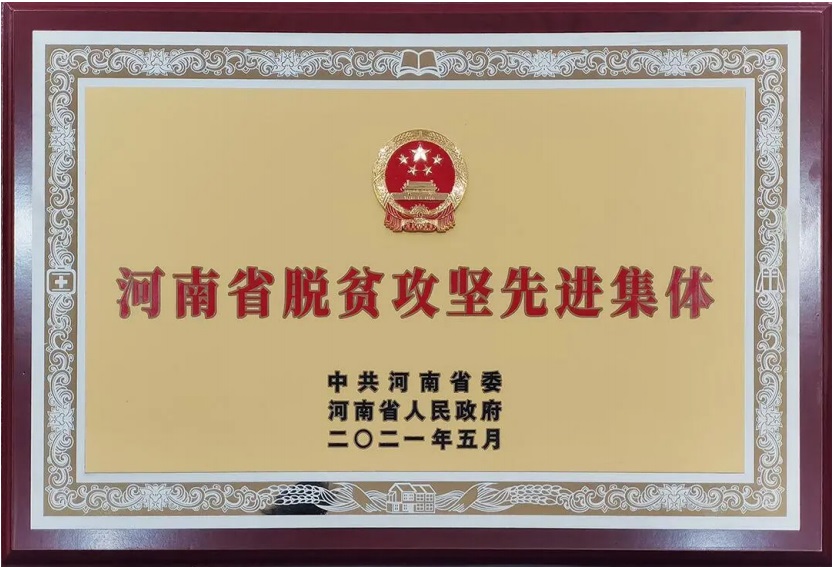 河南省脱贫攻坚先进集体
中共河南省委
河南省人民政府
二〇二一年五月